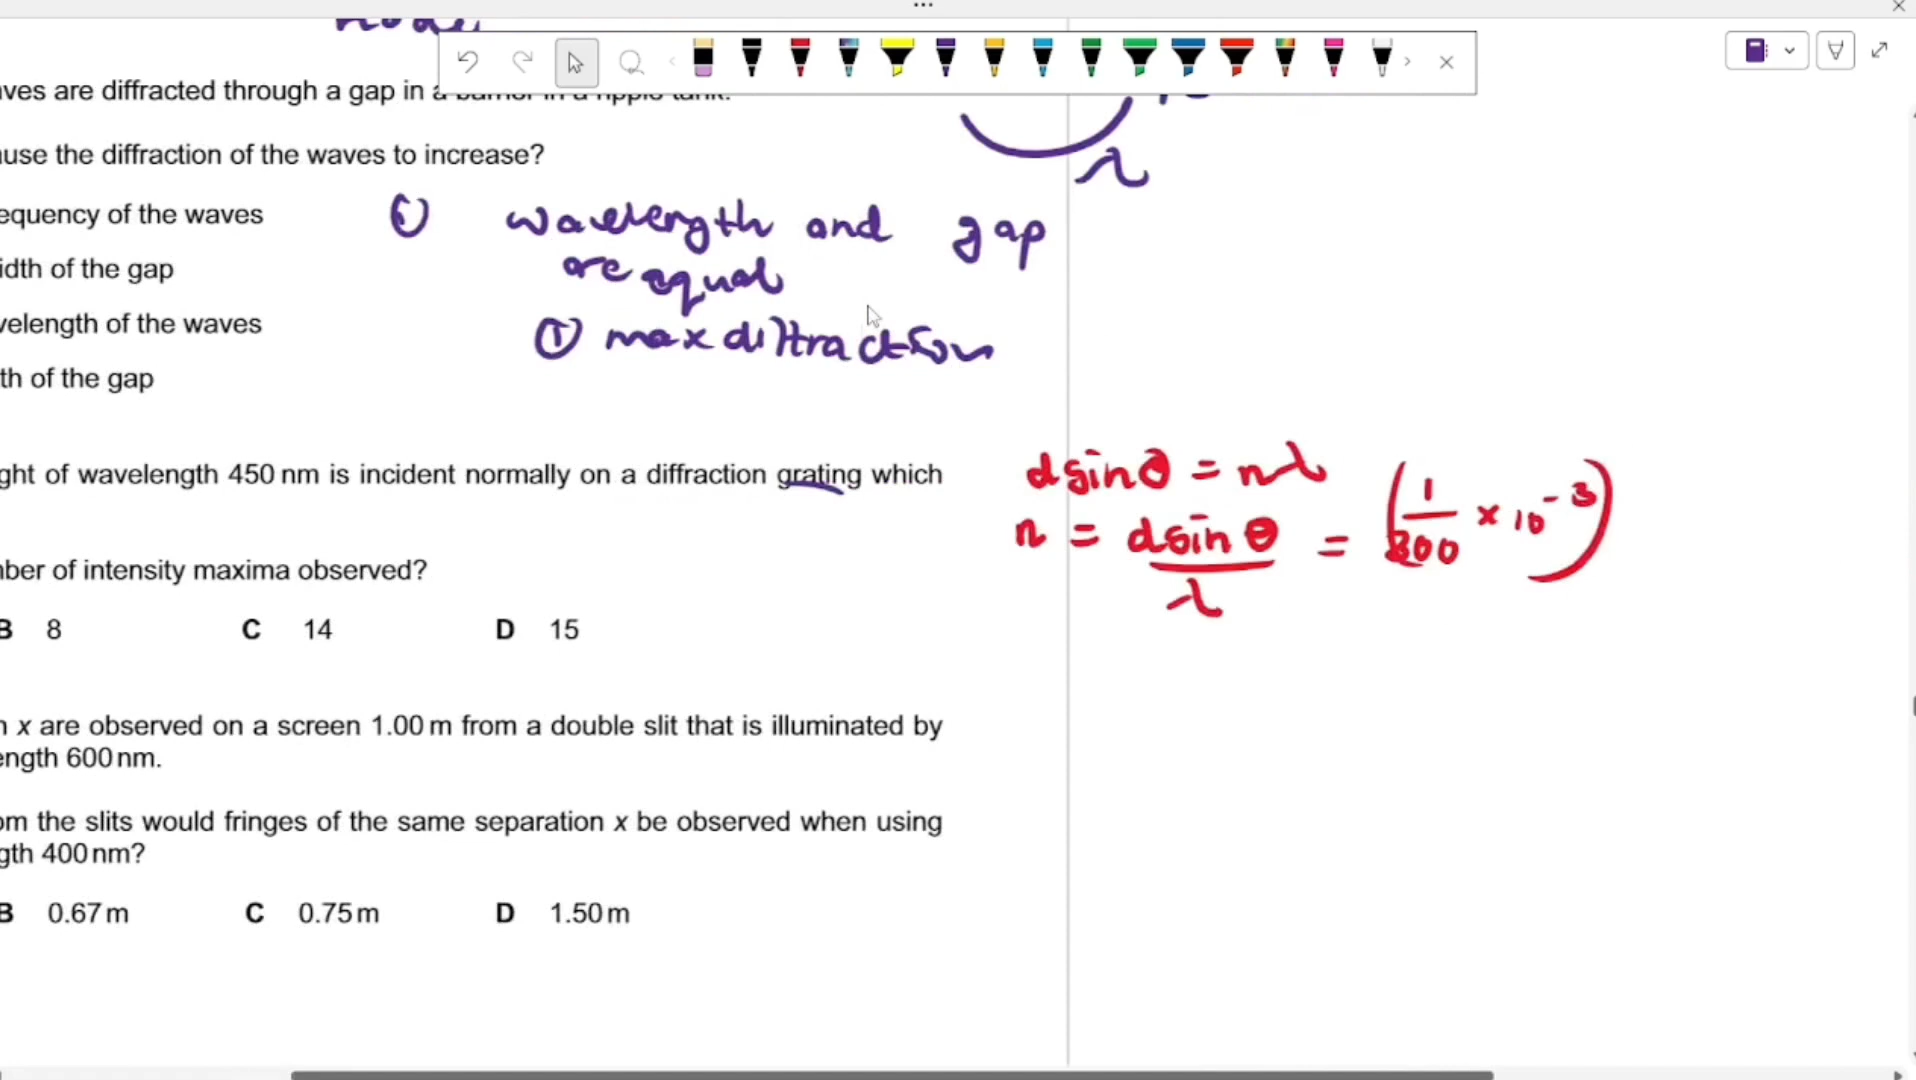 ves are diffracted through a gap in a barrier in a ripple tank.
λ
use the diffraction of the waves to increase?
equency of the waves
① wavelength and gap
idth of the gap
are equal
velength of the waves
① max diffraction
th of the gap
ght of wavelength 450 nm is incident normally on a diffraction grating which
dsinθ = nλ
n = dsinθ / λ = (1/300 × 10⁻³)
ber of intensity maxima observed?
B 8 C 14 D 15
x are observed on a screen 1.00 m from a double slit that is illuminated by
ength 600 nm.
om the slits would fringes of the same separation x be observed when using
gth 400 nm?
B 0.67 m C 0.75 m D 1.50 m